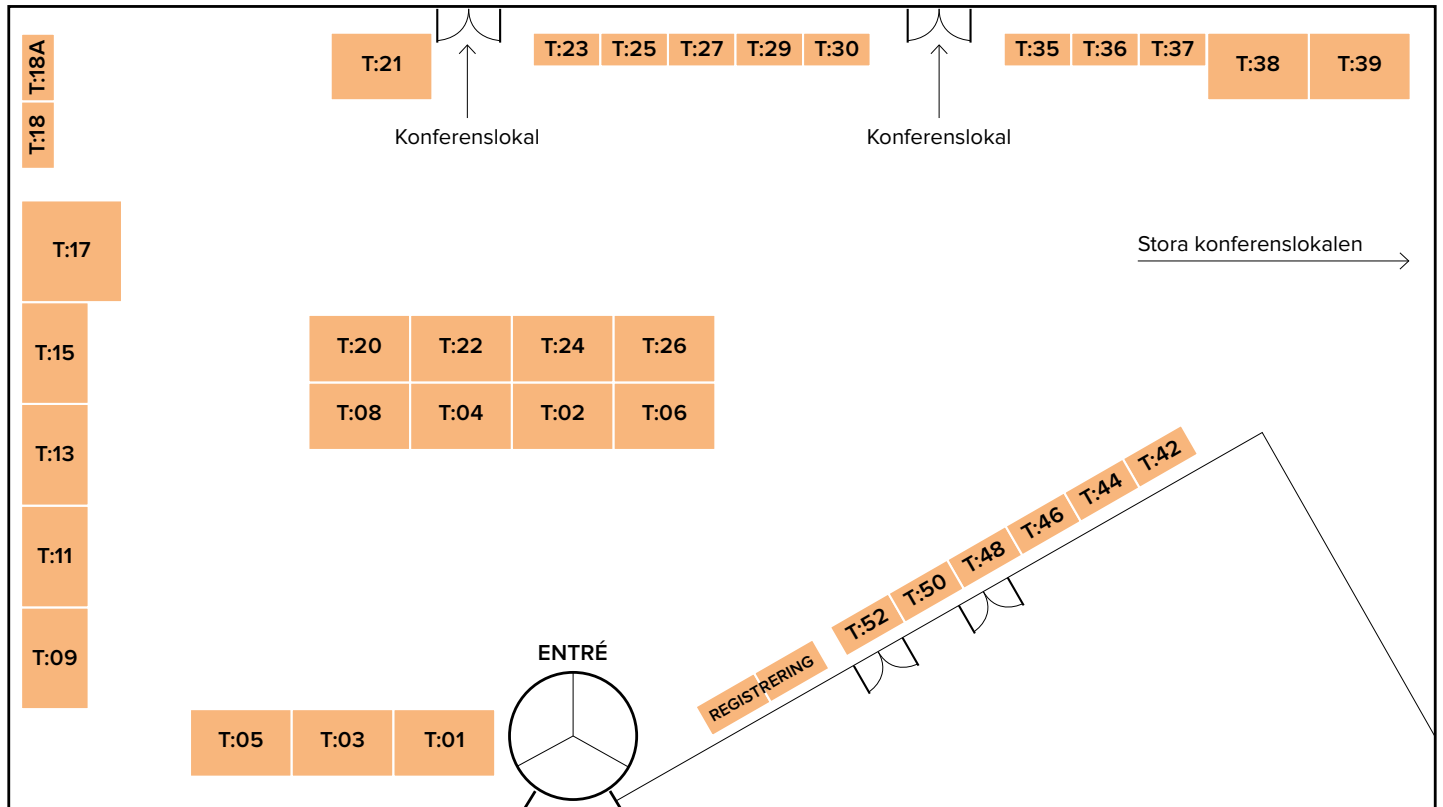 T:18A
T:18
T:21
T:23 T:25 T:27 T:29 T:30
T:35 T:36 T:37 T:38 T:39
Konferenslokal
Konferenslokal
T:17
Stora konferenslokalen
T:15
T:20 T:22 T:24 T:26
T:08 T:04 T:02 T:06
T:13
T:11
T:09
T:42
T:44
T:46
T:48
T:50
T:52
REGISTRERING
ENTRÉ
T:05 T:03 T:01